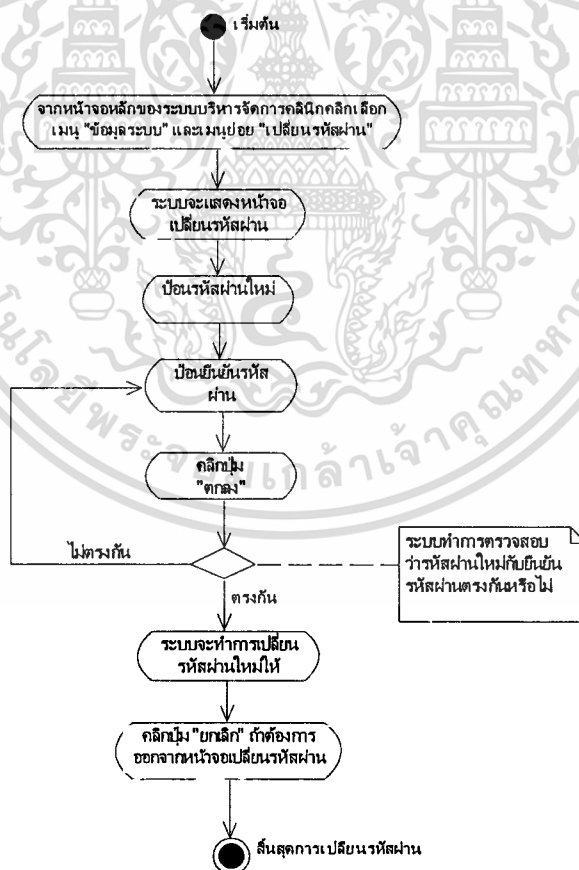 เริ่มต้น
จากหน้าจอหลักของระบบบริหารจัดการคลินิกคลิกเลือก
เมนู "ข้อมูลระบบ" และเมนูย่อย "เปลี่ยนรหัสผ่าน"
ระบบจะแสดงหน้าจอ
เปลี่ยนรหัสผ่าน
ป้อนรหัสผ่านใหม่
ป้อนยืนยันรหัส
ผ่าน
คลิกปุ่ม
"ตกลง"
ไม่ตรงกัน
ระบบทำการตรวจสอบ
ว่ารหัสผ่านใหม่กับยืนยัน
รหัสผ่านตรงกันหรือไม่
ตรงกัน
ระบบจะทำการเปลี่ยน
รหัสผ่านใหม่ให้
คลิกปุ่ม "ยกเลิก" ถ้าต้องการ
ออกจากหน้าจอเปลี่ยนรหัสผ่าน
สิ้นสุดการเปลี่ยนรหัสผ่าน